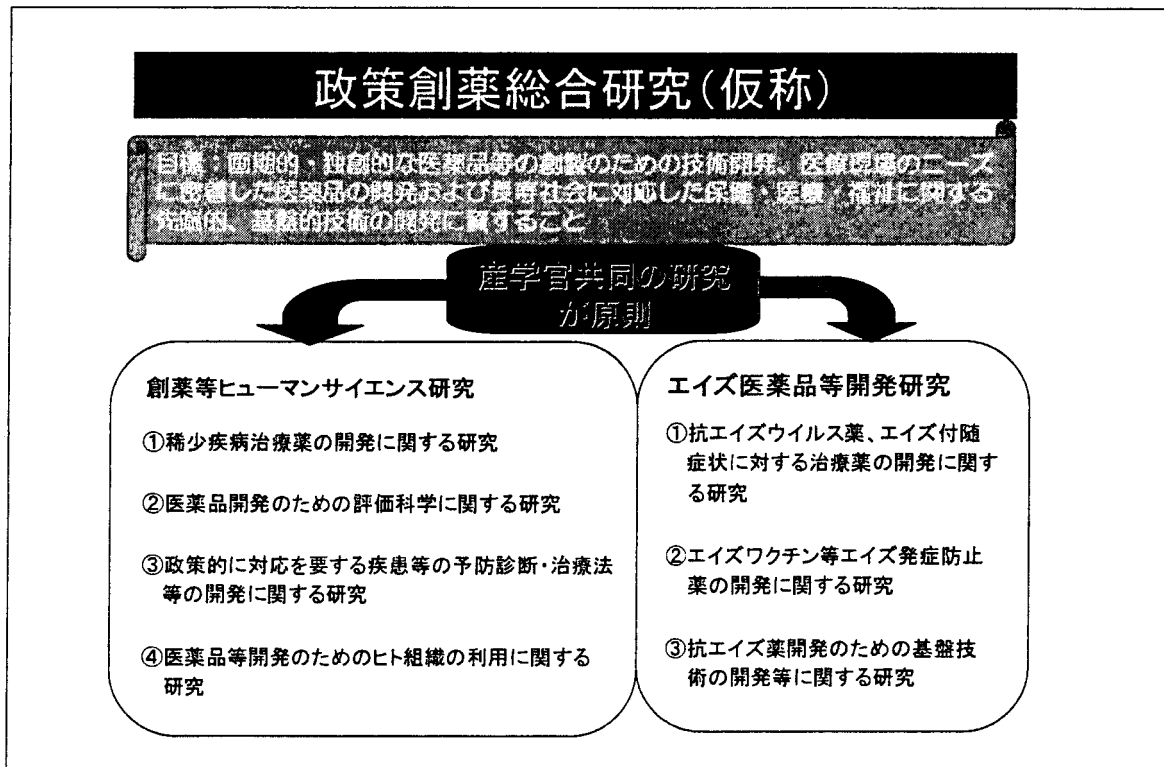 政策創薬総合研究(仮称)
目標:画期的・独創的な医薬品等の創製のための技術開発、医療現場のニーズ
に密着した医薬品の開発および長寿社会に対応した保健・医療・福祉に関する
先端的、基盤的技術の開発に資すること
産学官共同の研究
が原則
創薬等ヒューマンサイエンス研究
①稀少疾病治療薬の開発に関する研究
②医薬品開発のための評価科学に関する研究
③政策的に対応を要する疾患等の予防診断・治療法
等の開発に関する研究
④医薬品等開発のためのヒト組織の利用に関する
研究
エイズ医薬品等開発研究
①抗エイズウイルス薬、エイズ付随
症状に対する治療薬の開発に関す
る研究
②エイズワクチン等エイズ発症防止
薬の開発に関する研究
③抗エイズ薬開発のための基盤技
術の開発等に関する研究